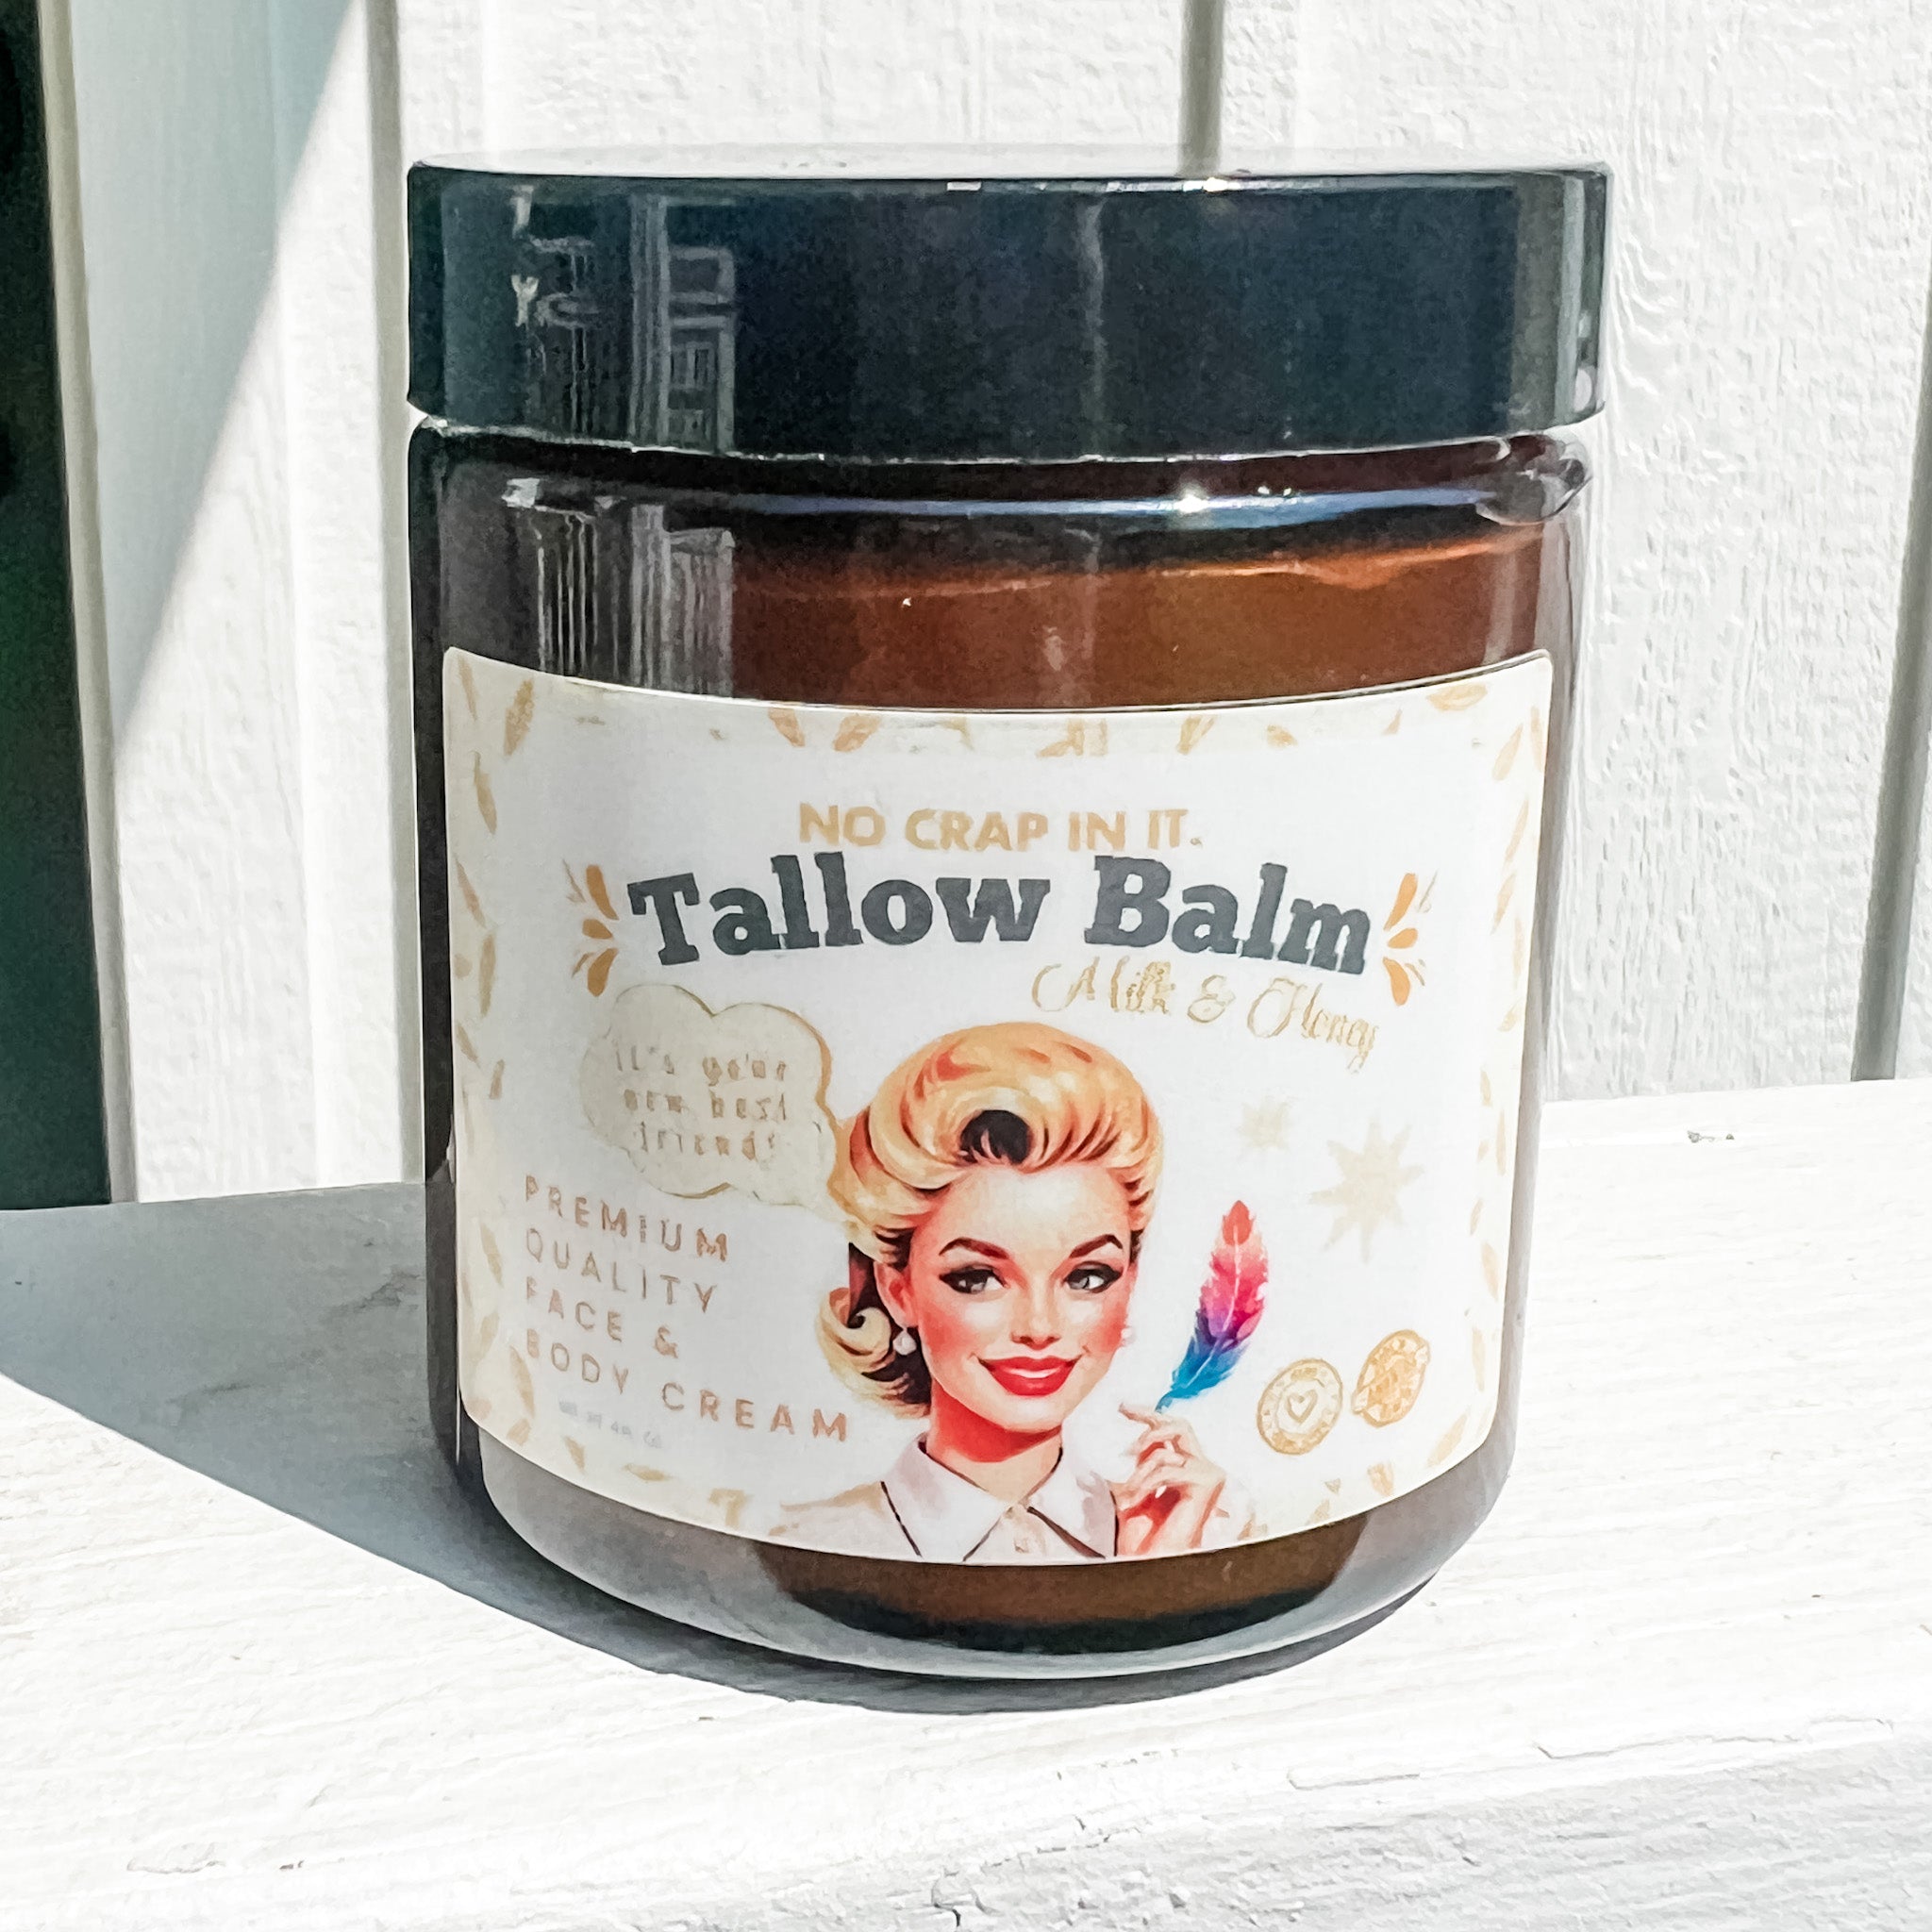 NO CRAP IN IT.
Tallow Balm
Milk & Honey
it's your
new best
friend!
PREMIUM
QUALITY
FACE &
BODY CREAM